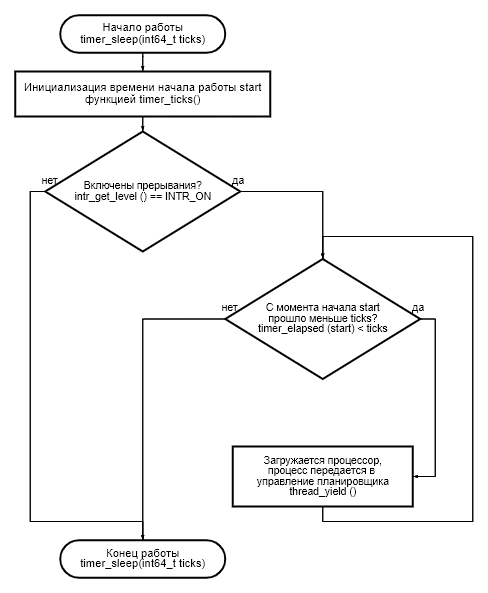 Начало работы
timer_sleep(int64_t ticks)
Инициализация времени начала работы start
функцией timer_ticks()
нет
да
Включены прерывания?
intr_get_level () == INTR_ON
нет
да
С момента начала start
прошло меньше ticks?
timer_elapsed (start) < ticks
Загружается процессор,
процесс передается в
управление планировщика
thread_yield ()
Конец работы
timer_sleep(int64_t ticks)